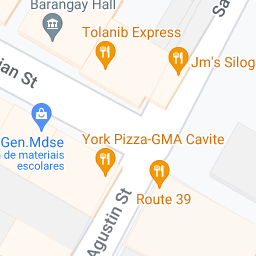 Barangay Hall
Tolanib Express
Jm's Silog
ian St
Sa
Gen.Mdse
de materiais
escolares
York Pizza-GMA Cavite
Route 39
Agustin St